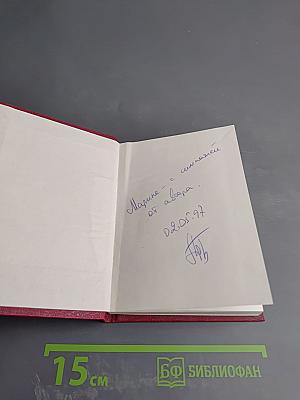 Марине – с симпатией
от автора.
02.05.97
15 см
БФ БИБЛИОФАН